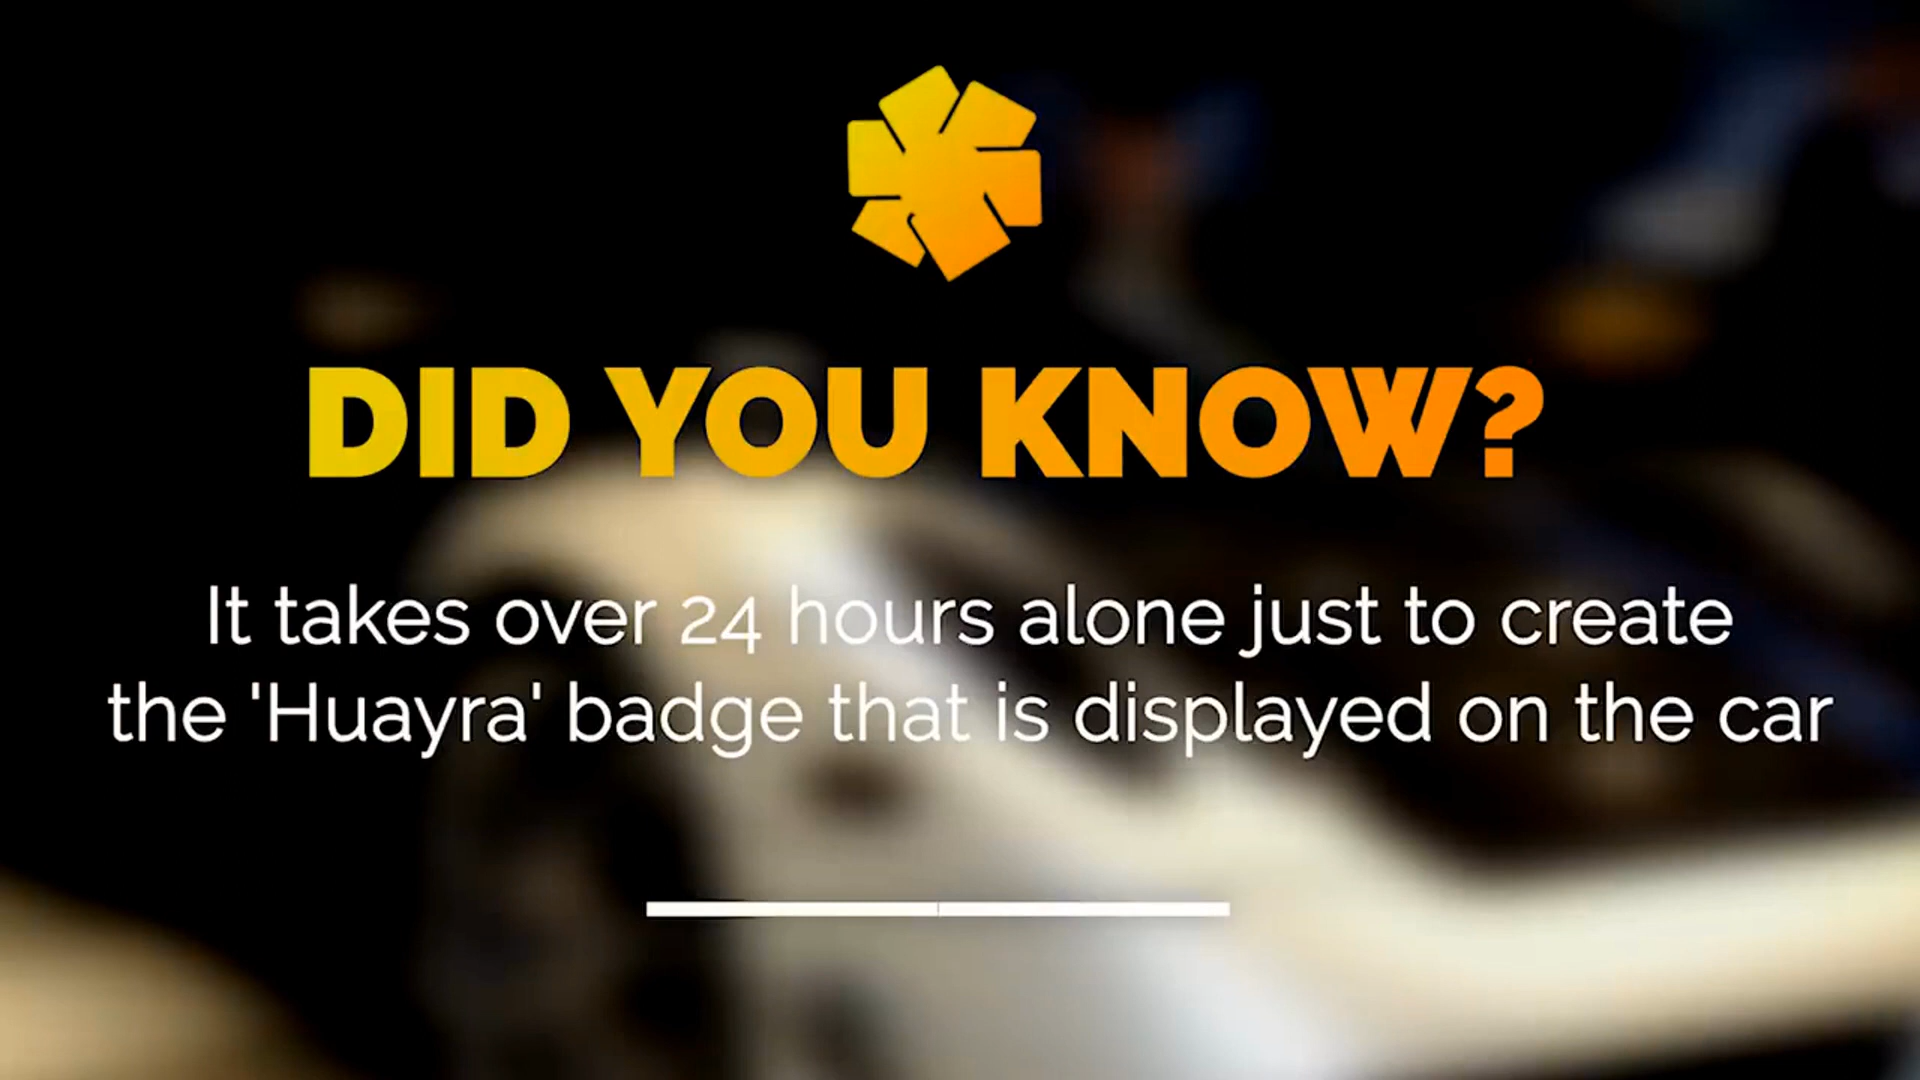 DID YOU KNOW?
It takes over 24 hours alone just to create
the 'Huayra' badge that is displayed on the car